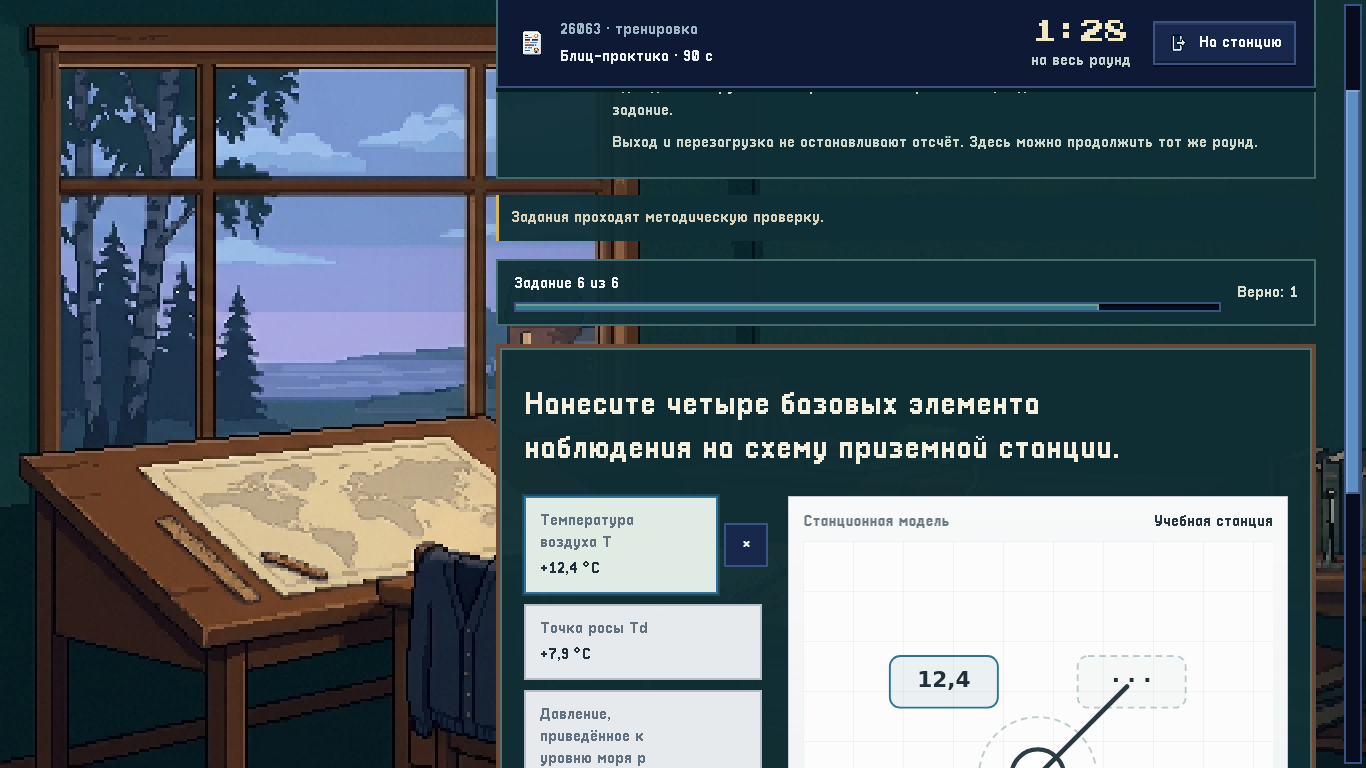 26063 · тренировка
Блиц-практика · 90 с
1:28
на весь раунд
На станцию
задание.
Выход и перезагрузка не останавливают отсчёт. Здесь можно продолжить тот же раунд.
Задания проходят методическую проверку.
Задание 6 из 6
Верно: 1
Нанесите четыре базовых элемента
наблюдения на схему приземной станции.
Температура
воздуха T
+12,4 °C
×
Точка росы Td
+7,9 °C
Давление,
приведённое к
уровню моря p
Станционная модель
Учебная станция
12,4
...